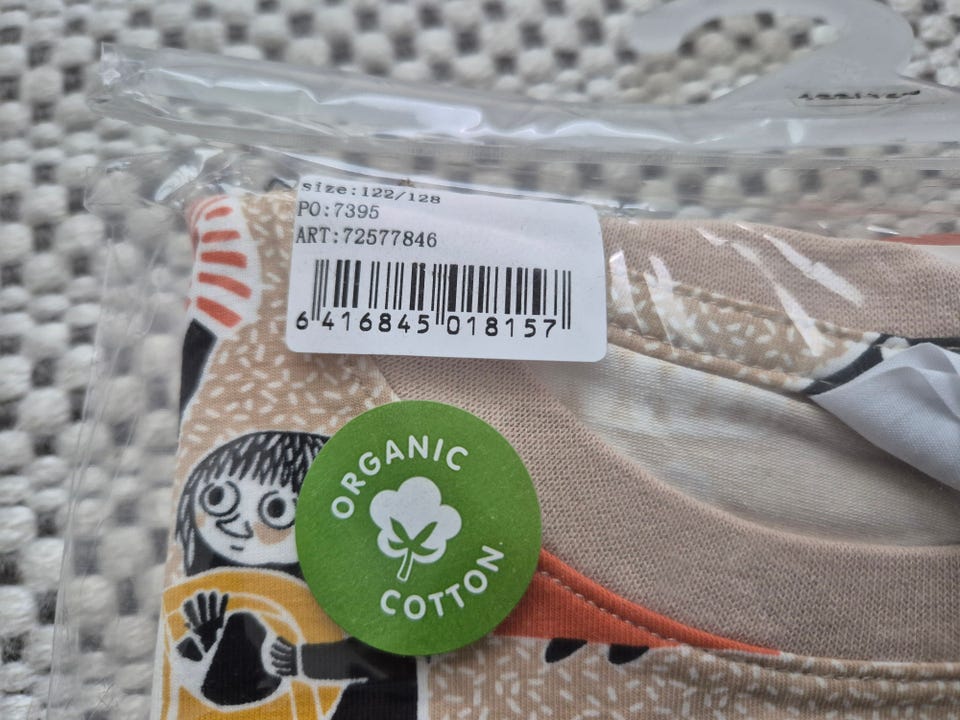 size:122/128
PO:7395
ART:72577846
6 416845 018157
ORGANIC
COTTON